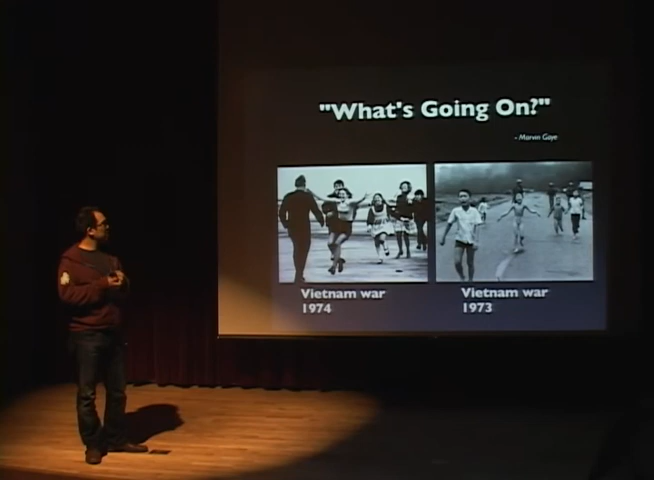 "What's Going On?"
- Marvin Gaye
Vietnam war
1974
Vietnam war
1973